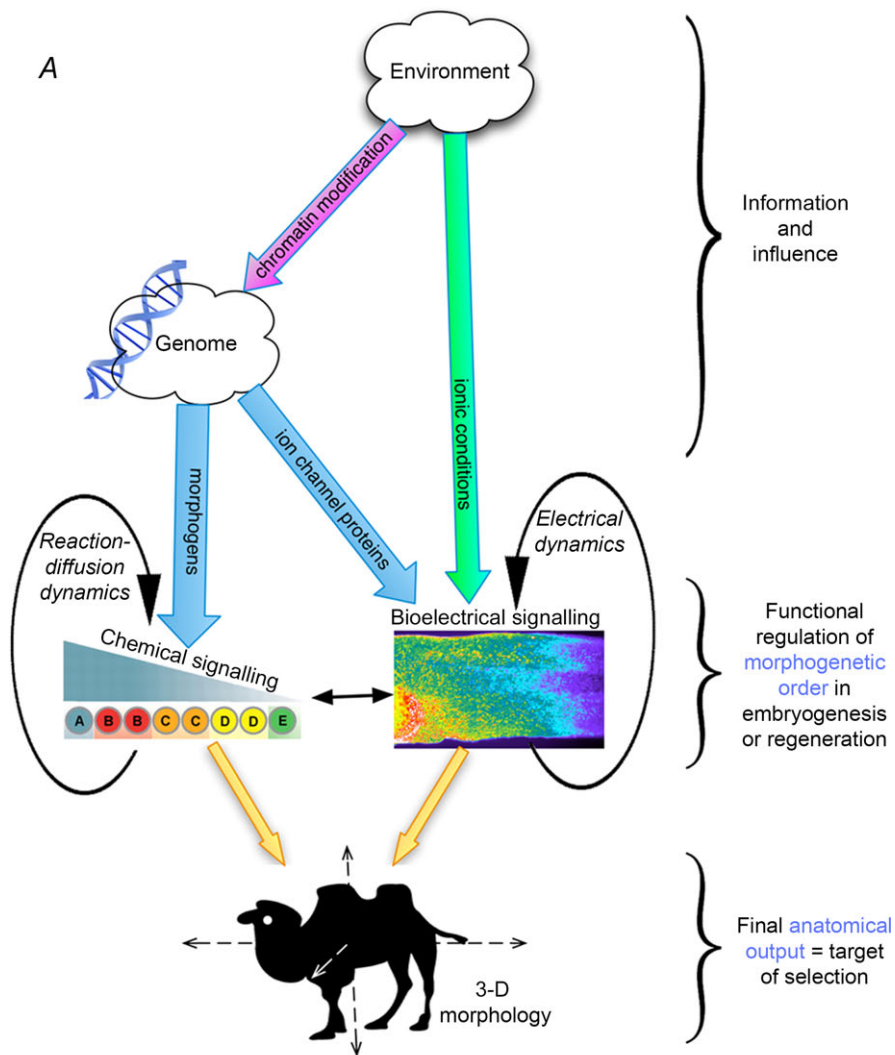 A
Environment
chromatin modification
Information
and
influence
Genome
ionic conditions
morphogens
ion channel proteins
Reaction-
diffusion
dynamics
Electrical
dynamics
Chemical signalling
Bioelectrical signalling
A B B C C D D E
Functional
regulation of
morphogenetic
order in
embryogenesis
or regeneration
3-D
morphology
Final anatomical
output = target
of selection